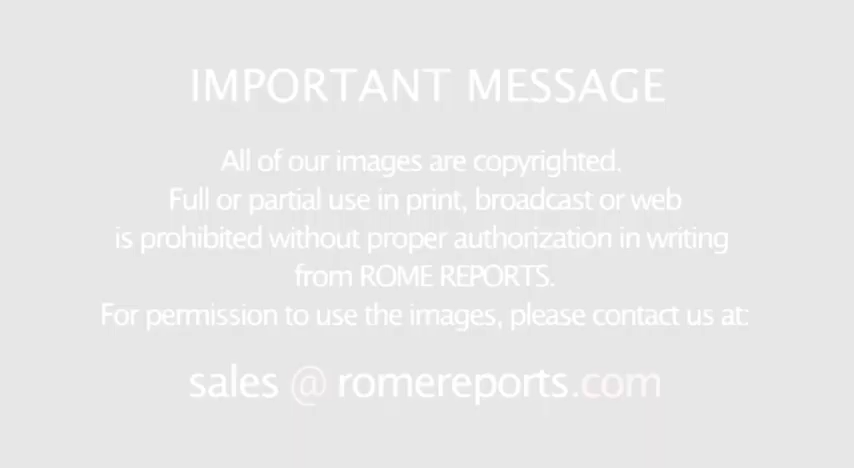 IMPORTANT MESSAGE
All of our images are copyrighted.
Full or partial use in print, broadcast or web
is prohibited without proper authorization in writing
from ROME REPORTS.
For permission to use the images, please contact us at:
sales @ romereports.com